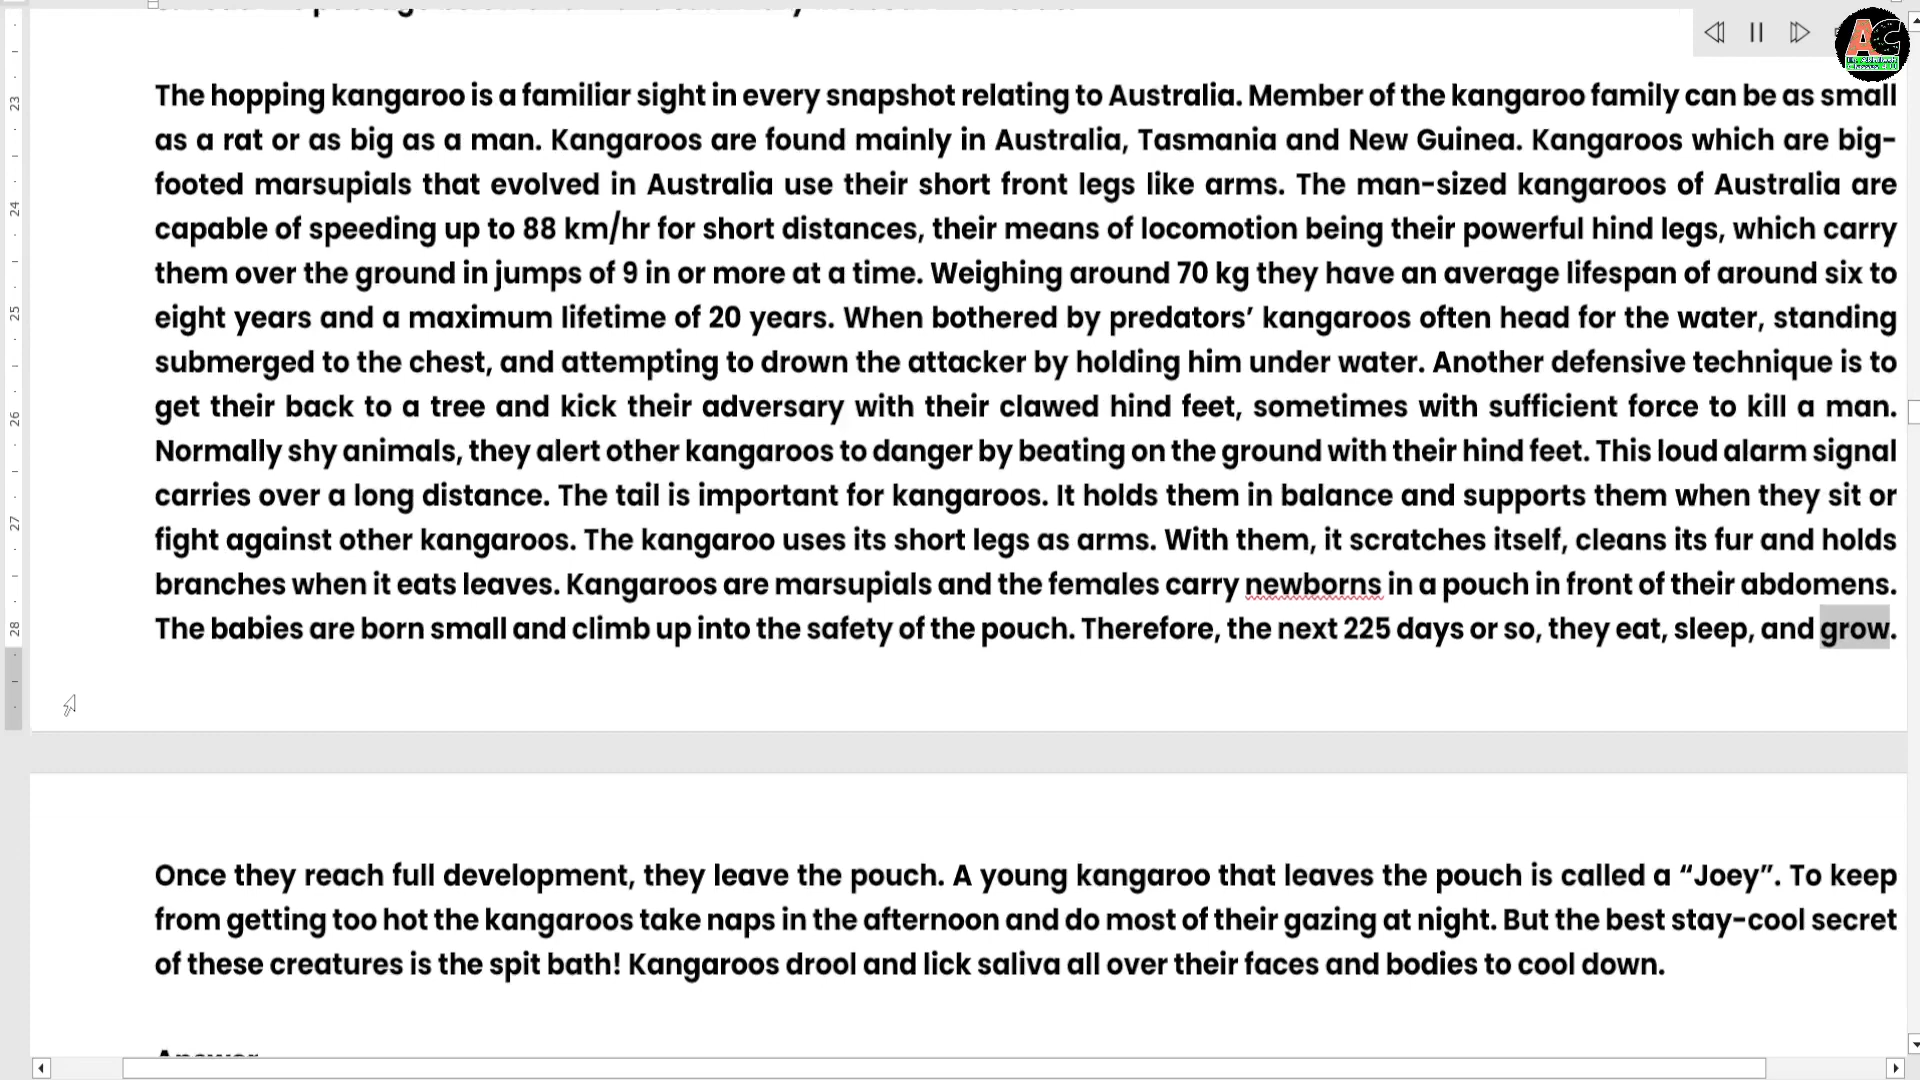 The hopping kangaroo is a familiar sight in every snapshot relating to Australia. Member of the kangaroo family can be as small
as a rat or as big as a man. Kangaroos are found mainly in Australia, Tasmania and New Guinea. Kangaroos which are big-
footed marsupials that evolved in Australia use their short front legs like arms. The man-sized kangaroos of Australia are
capable of speeding up to 88 km/hr for short distances, their means of locomotion being their powerful hind legs, which carry
them over the ground in jumps of 9 in or more at a time. Weighing around 70 kg they have an average lifespan of around six to
eight years and a maximum lifetime of 20 years. When bothered by predators’ kangaroos often head for the water, standing
submerged to the chest, and attempting to drown the attacker by holding him under water. Another defensive technique is to
get their back to a tree and kick their adversary with their clawed hind feet, sometimes with sufficient force to kill a man.
Normally shy animals, they alert other kangaroos to danger by beating on the ground with their hind feet. This loud alarm signal
carries over a long distance. The tail is important for kangaroos. It holds them in balance and supports them when they sit or
fight against other kangaroos. The kangaroo uses its short legs as arms. With them, it scratches itself, cleans its fur and holds
branches when it eats leaves. Kangaroos are marsupials and the females carry newborns in a pouch in front of their abdomens.
The babies are born small and climb up into the safety of the pouch. Therefore, the next 225 days or so, they eat, sleep, and grow.
Once they reach full development, they leave the pouch. A young kangaroo that leaves the pouch is called a “Joey”. To keep
from getting too hot the kangaroos take naps in the afternoon and do most of their gazing at night. But the best stay-cool secret
of these creatures is the spit bath! Kangaroos drool and lick saliva all over their faces and bodies to cool down.
23
24
25
26
27
28
AC